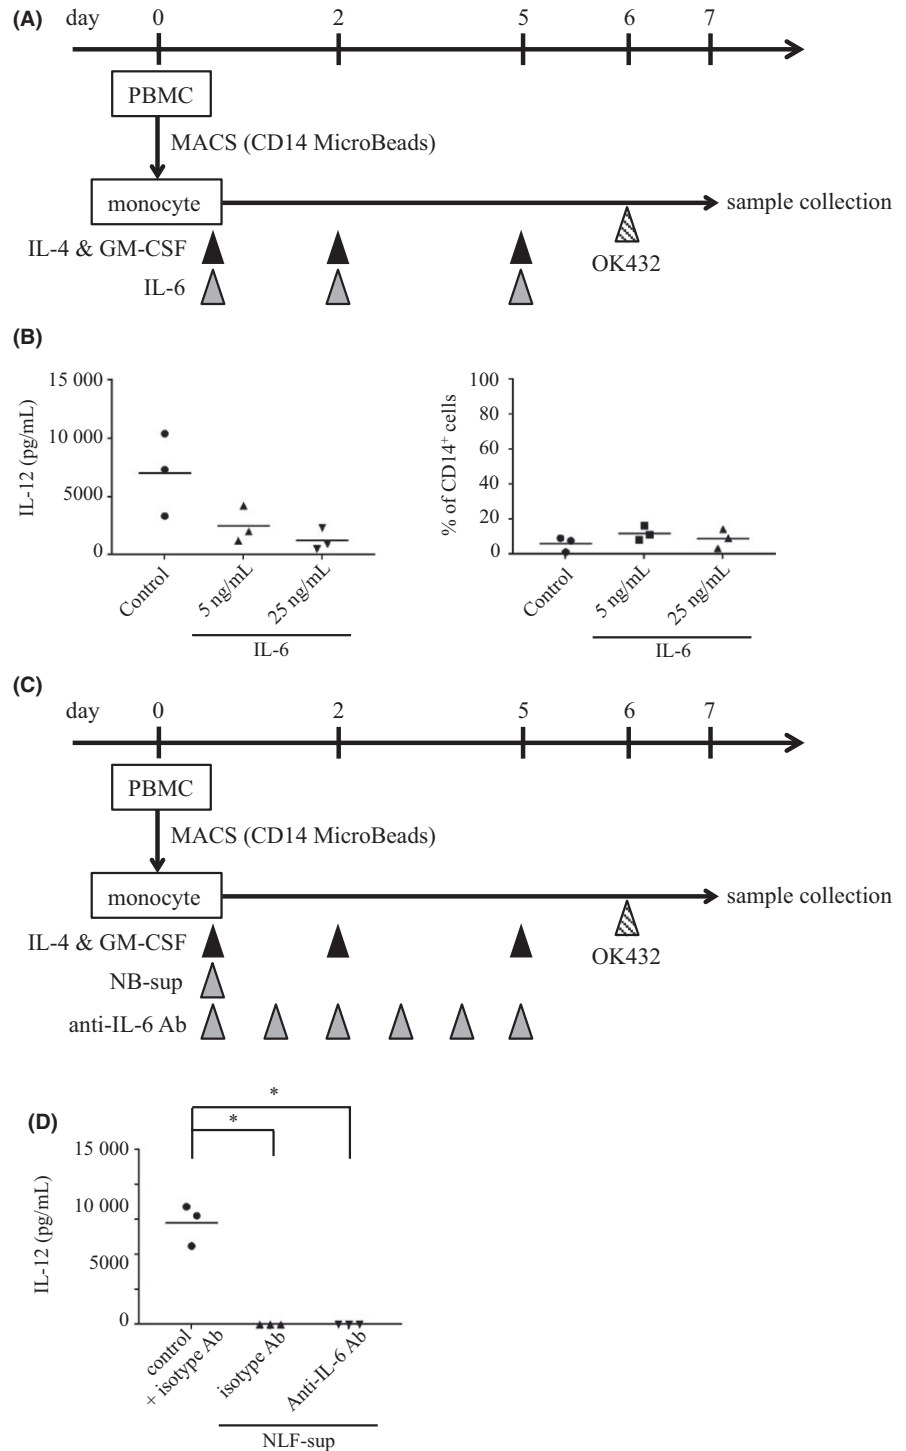 (A)
day 0 2 5 6 7
PBMC
MACS (CD14 MicroBeads)
monocyte
sample collection
IL-4 & GM-CSF
OK432
IL-6
(B)
IL-12 (pg/mL)
15 000
10 000
5000
0
Control
5 ng/mL
25 ng/mL
IL-6
% of CD14+ cells
100
80
60
40
20
0
Control
5 ng/mL
25 ng/mL
IL-6
(C)
day 0 2 5 6 7
PBMC
MACS (CD14 MicroBeads)
monocyte
sample collection
IL-4 & GM-CSF
OK432
NB-sup
anti-IL-6 Ab
(D)
*
*
IL-12 (pg/mL)
15 000
10 000
5000
0
control
+ isotype Ab
isotype Ab
Anti-IL-6 Ab
NLF-sup